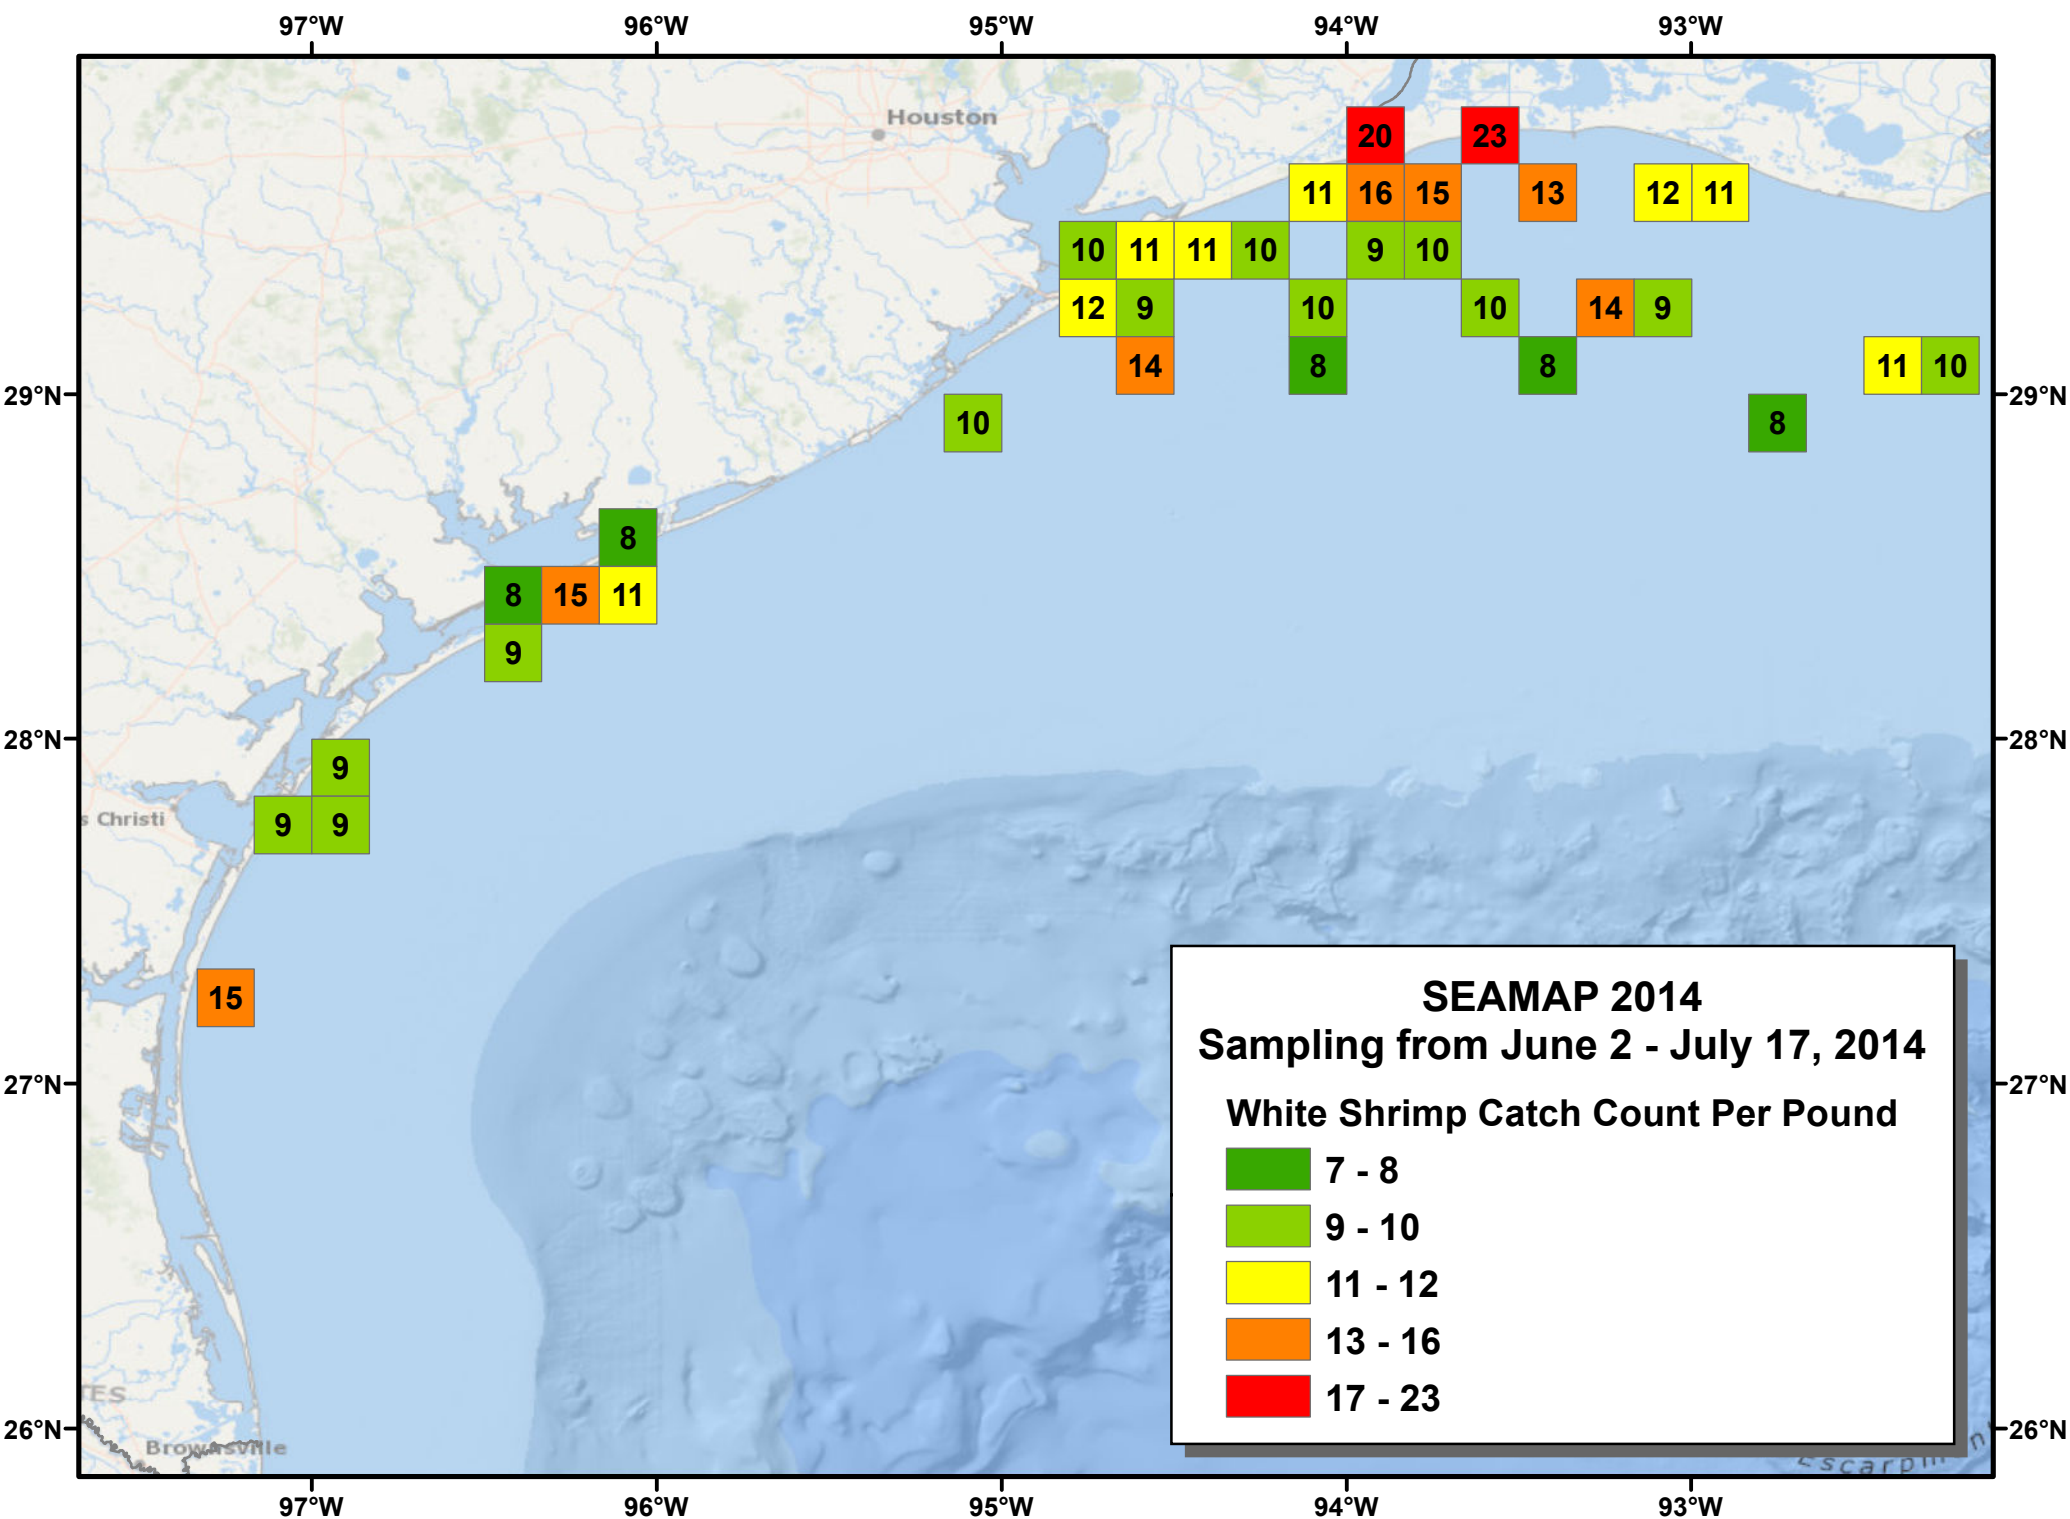 97°W 96°W 95°W 94°W 93°W
Houston
20 23
11 16 15 13 12 11
10 11 11 10 9 10
12 9 10 10 14 9
14 8 8 11 10
29°N 29°N
10 8
8
8 15 11
9
28°N 28°N
9
s Christi
9 9
15
SEAMAP 2014
Sampling from June 2 - July 17, 2014
27°N 27°N
White Shrimp Catch Count Per Pound
7 - 8
9 - 10
11 - 12
13 - 16
17 - 23
TES
26°N 26°N
Brownsville
97°W 96°W 95°W 94°W 93°W